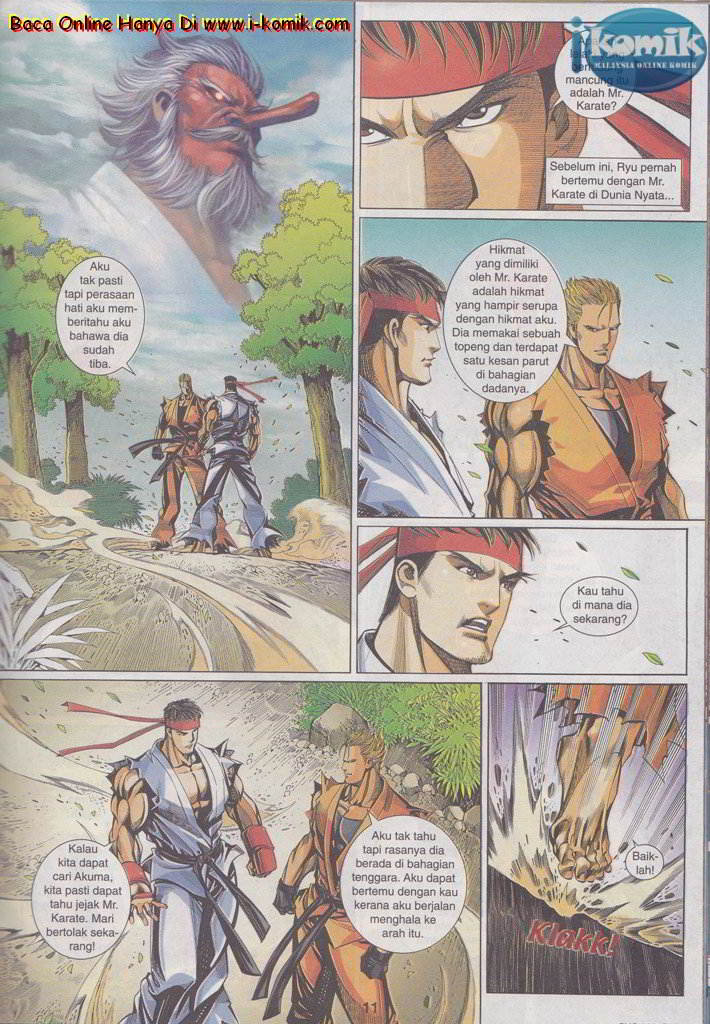 Baca Online Hanya Di www.i-komik.com
ikomik
MALAYSIA ONLINE KOMIK
Aku
tak pasti
tapi perasaan
hati aku mem-
beritahu aku
bahawa dia
sudah
tiba.
mancung itu
adalah Mr.
Karate?
Sebelum ini, Ryu pernah
bertemu dengan Mr.
Karate di Dunia Nyata...
Hikmat
yang dimiliki
oleh Mr. Karate
adalah hikmat
yang hampir serupa
dengan hikmat aku.
Dia memakai sebuah
topeng dan terdapat
satu kesan parut
di bahagian
dadanya.
Kau tahu
di mana dia
sekarang?
Kalau
kita dapat
cari Akuma,
kita pasti dapat
tahu jejak Mr.
Karate. Mari
bertolak seka-
rang!
Aku tak tahu
tapi rasanya dia
berada di bahagian
tenggara. Aku dapat
bertemu dengan kau
kerana aku berjalan
menghala ke
arah itu.
Baik-
lah!
Klakk!
11